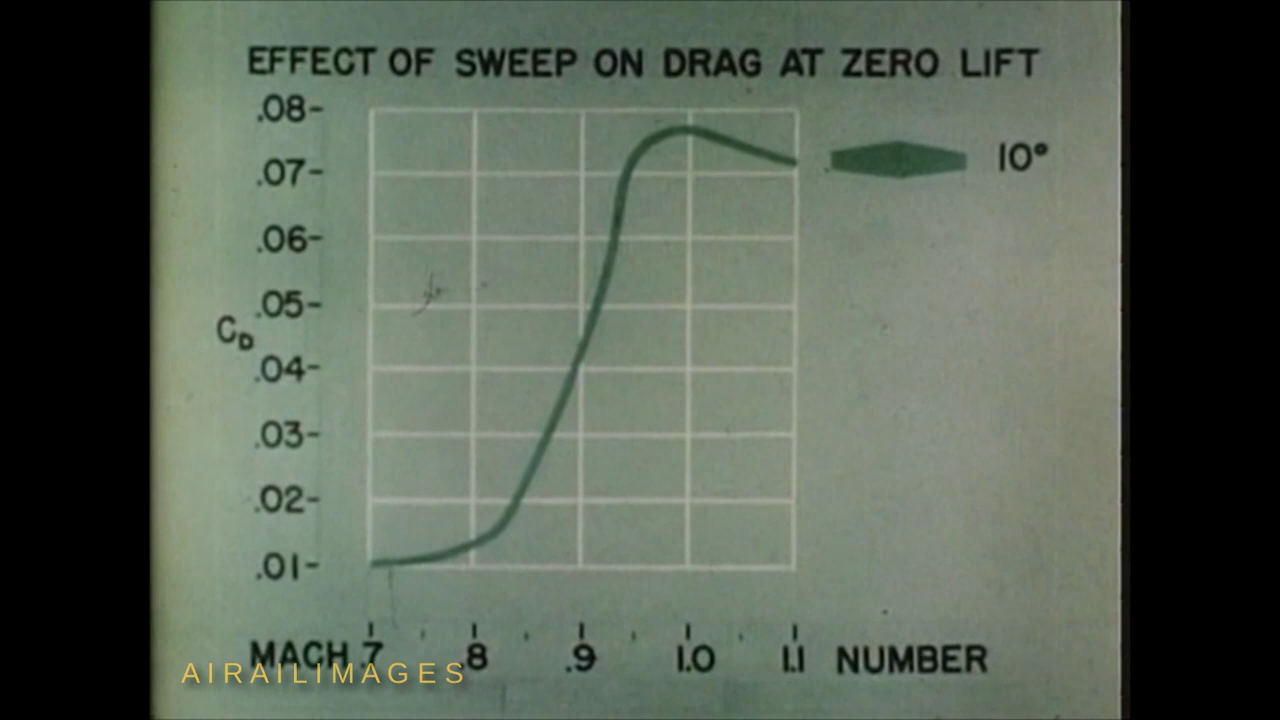 EFFECT OF SWEEP ON DRAG AT ZERO LIFT
.08-
10°
.07-
.06-
.05-
CD
.04-
.03-
.02-
.01-
MACH .7 .8 .9 1.0 1.1 NUMBER
AIRAILIMAGES